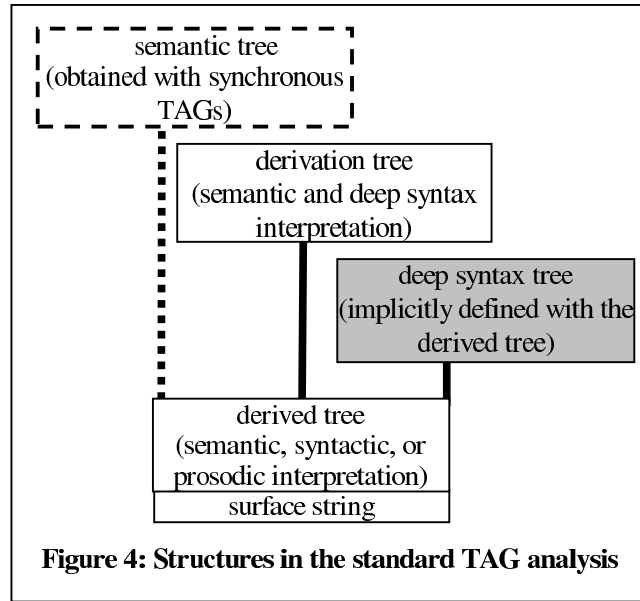 semantic tree
(obtained with synchronous
TAGs)
derivation tree
(semantic and deep syntax
interpretation)
deep syntax tree
(implicitly defined with the
derived tree)
derived tree
(semantic, syntactic, or
prosodic interpretation)
surface string
Figure 4: Structures in the standard TAG analysis